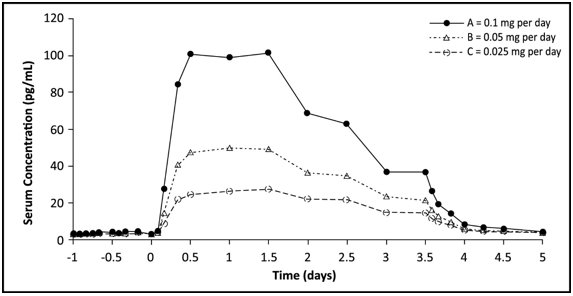 120
100
80
60
40
20
0
Serum Concentration (pg/mL)
A = 0.1 mg per day
B = 0.05 mg per day
C = 0.025 mg per day
-1 -0.5 0 0.5 1 1.5 2 2.5 3 3.5 4 4.5 5
Time (days)